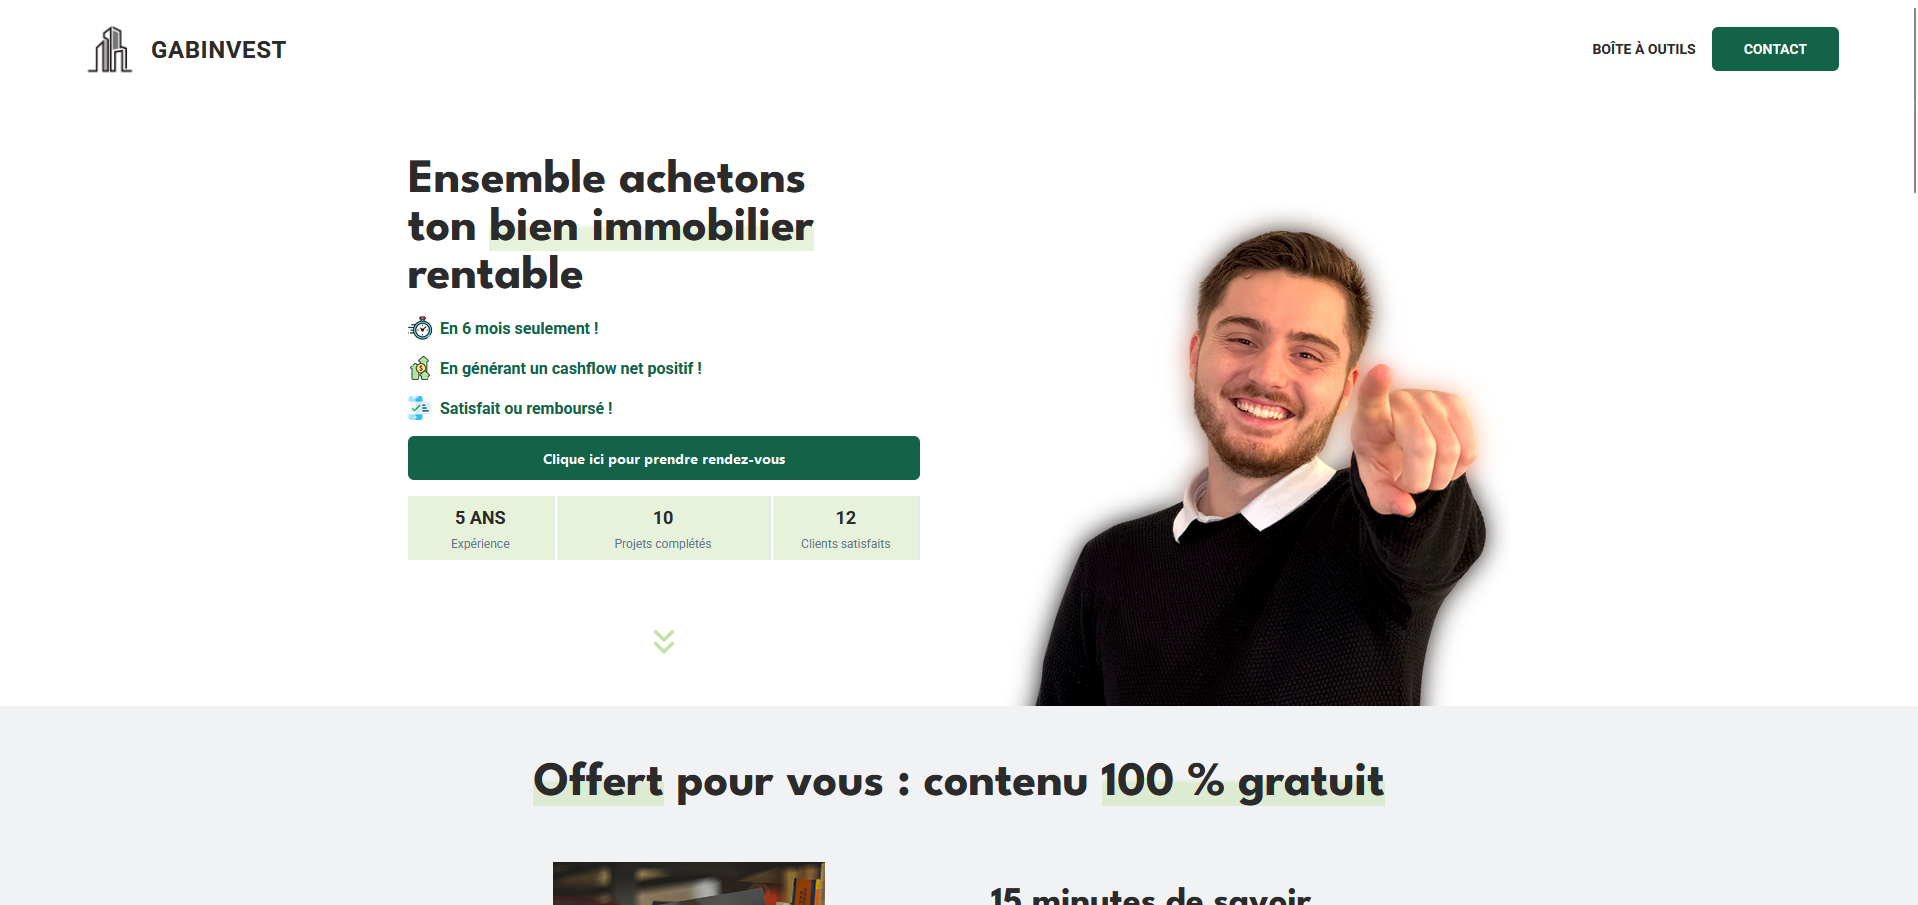 GABINVEST
BOÎTE À OUTILS
CONTACT
Ensemble achetons
ton bien immobilier
rentable
En 6 mois seulement !
En générant un cashflow net positif !
Satisfait ou remboursé !
Clique ici pour prendre rendez-vous
5 ANS
Expérience
10
Projets complétés
12
Clients satisfaits
Offert pour vous : contenu 100 % gratuit
15 minutes de savoir